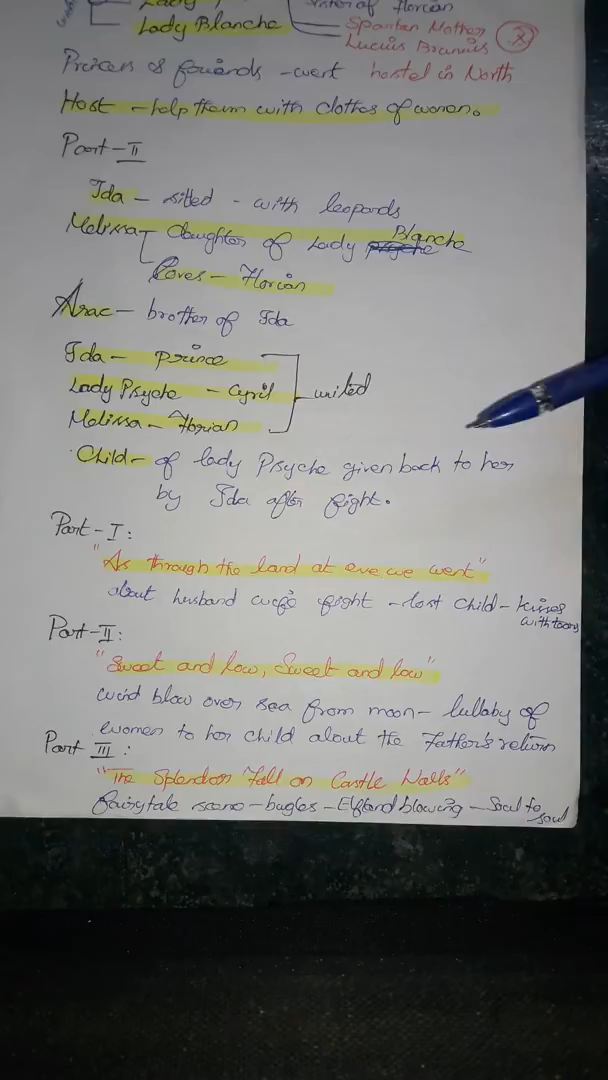 Lady
sister of Florian
Lady Blanche
Spartan Mother
Lucius Brunius
Princes & friends - went hostel in North
Host - help them with clothes of women.
Part - II
Ida - sitted - with leopards
Melissa - daughter of Lady Blanche
Loves - Florian
Arac - brother of Ida
Ida - prince
Lady Psyche - Cyril united
Melissa - Florian
Child - of lady Psyche given back to her
by Ida after fight.
Part - I:
"As through the land at eve we went"
about husband wife fight - lost child - kisses
with tears
Part - II:
"Sweet and low, Sweet and low"
wind blow over sea from moon - lullaby of
women to her child about the Father's return
Part III:
"The Splendon Fall on Castle Walls"
fairytale scene - bugles - Elfland blowing - Soul to
soul